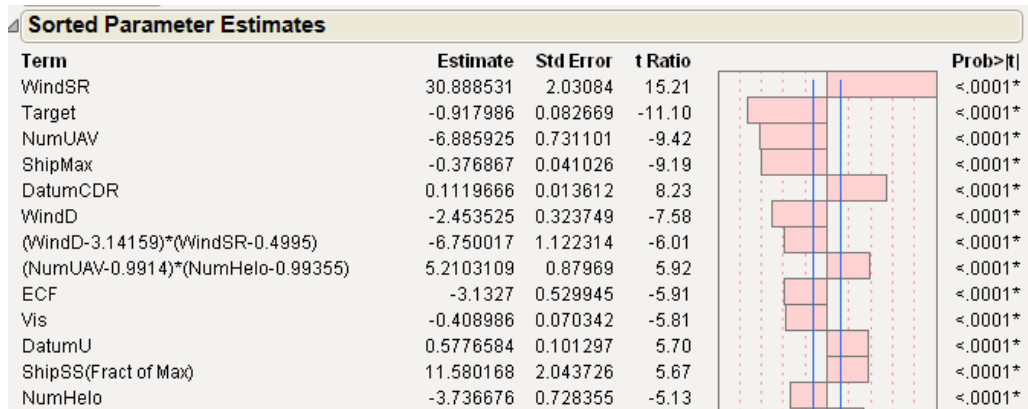 Sorted Parameter Estimates
Term Estimate Std Error t Ratio Prob>|t|
WindSR 30.888531 2.03084 15.21 <.0001*
Target -0.917986 0.082669 -11.10 <.0001*
NumUAV -6.885925 0.731101 -9.42 <.0001*
ShipMax -0.376867 0.041026 -9.19 <.0001*
DatumCDR 0.1119666 0.013612 8.23 <.0001*
WindD -2.453525 0.323749 -7.58 <.0001*
(WindD-3.14159)*(WindSR-0.4995) -6.750017 1.122314 -6.01 <.0001*
(NumUAV-0.9914)*(NumHelo-0.99355) 5.2103109 0.87969 5.92 <.0001*
ECF -3.1327 0.529945 -5.91 <.0001*
Vis -0.408986 0.070342 -5.81 <.0001*
DatumU 0.5776584 0.101297 5.70 <.0001*
ShipSS(Fract of Max) 11.580168 2.043726 5.67 <.0001*
NumHelo -3.736676 0.728355 -5.13 <.0001*